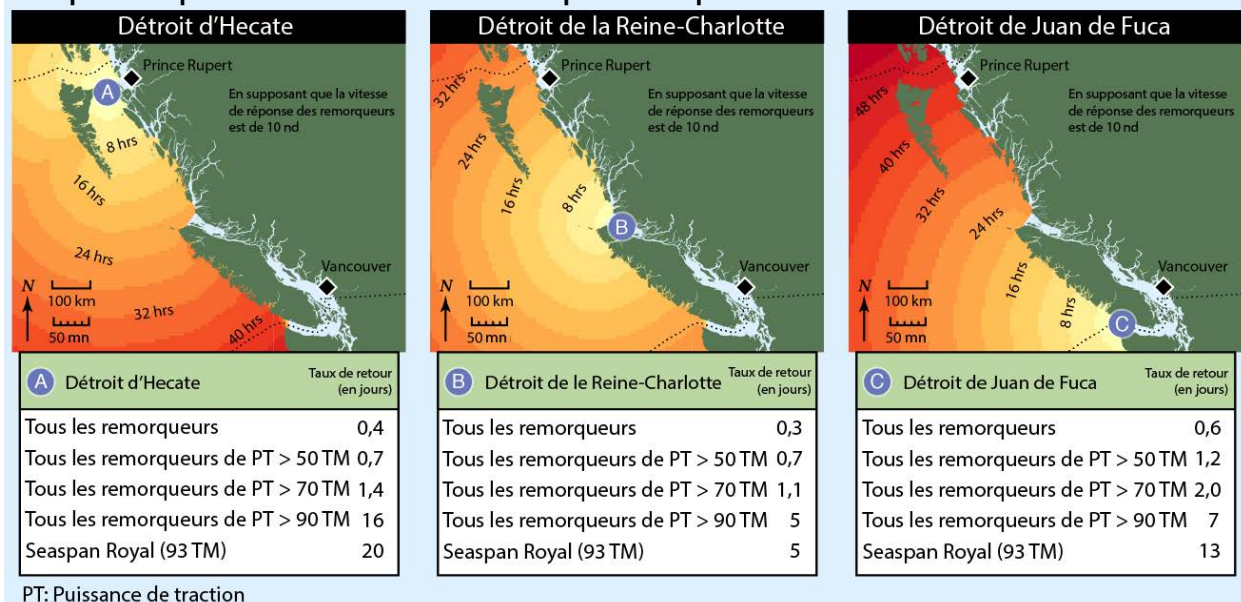 Détroit d'Hecate
Prince Rupert
A
En supposant que la vitesse
de réponse des remorqueurs
est de 10 nd
8 hrs
16 hrs
24 hrs
32 hrs
40 hrs
Vancouver
N
100 km
50 mn
A Détroit d'Hecate Taux de retour
(en jours)
Tous les remorqueurs 0,4
Tous les remorqueurs de PT > 50 TM 0,7
Tous les remorqueurs de PT > 70 TM 1,4
Tous les remorqueurs de PT > 90 TM 16
Seaspan Royal (93 TM) 20
Détroit de la Reine-Charlotte
Prince Rupert
En supposant que la vitesse
de réponse des remorqueurs
est de 10 nd
32 hrs
24 hrs
16 hrs
8 hrs
B
Vancouver
N
100 km
50 mn
B Détroit de le Reine-Charlotte Taux de retour
(en jours)
Tous les remorqueurs 0,3
Tous les remorqueurs de PT > 50 TM 0,7
Tous les remorqueurs de PT > 70 TM 1,1
Tous les remorqueurs de PT > 90 TM 5
Seaspan Royal (93 TM) 5
Détroit de Juan de Fuca
Prince Rupert
En supposant que la vitesse
de réponse des remorqueurs
est de 10 nd
48 hrs
40 hrs
32 hrs
24 hrs
16 hrs
8 hrs
C
Vancouver
N
100 km
50 mn
C Détroit de Juan de Fuca Taux de retour
(en jours)
Tous les remorqueurs 0,6
Tous les remorqueurs de PT > 50 TM 1,2
Tous les remorqueurs de PT > 70 TM 2,0
Tous les remorqueurs de PT > 90 TM 7
Seaspan Royal (93 TM) 13
PT: Puissance de traction